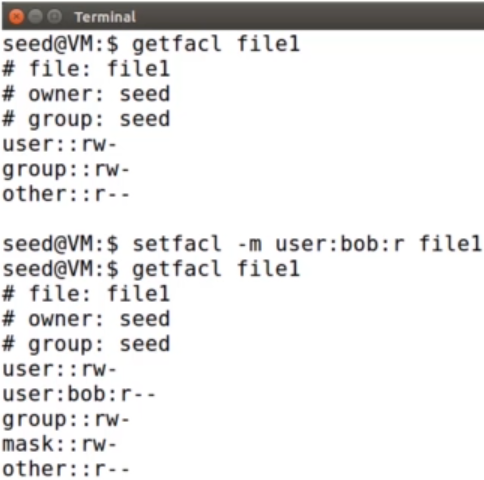 Terminal
seed@VM:$ getfacl file1
# file: file1
# owner: seed
# group: seed
user::rw-
group::rw-
other::r--
seed@VM:$ setfacl -m user:bob:r file1
seed@VM:$ getfacl file1
# file: file1
# owner: seed
# group: seed
user::rw-
user:bob:r--
group::rw-
mask::rw-
other::r--